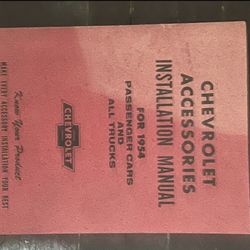 CHEVROLET
ACCESSORIES
INSTALLATION MANUAL
FOR 1954
PASSENGER CARS
AND
ALL TRUCKS
CHEVROLET
Know Your Product
MAKE EVERY ACCESSORY INSTALLATION YOUR BEST